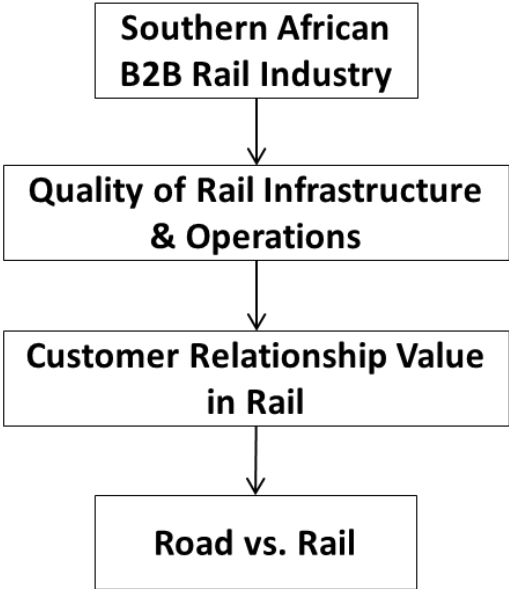 Southern African
B2B Rail Industry
Quality of Rail Infrastructure
& Operations
Customer Relationship Value
in Rail
Road vs. Rail